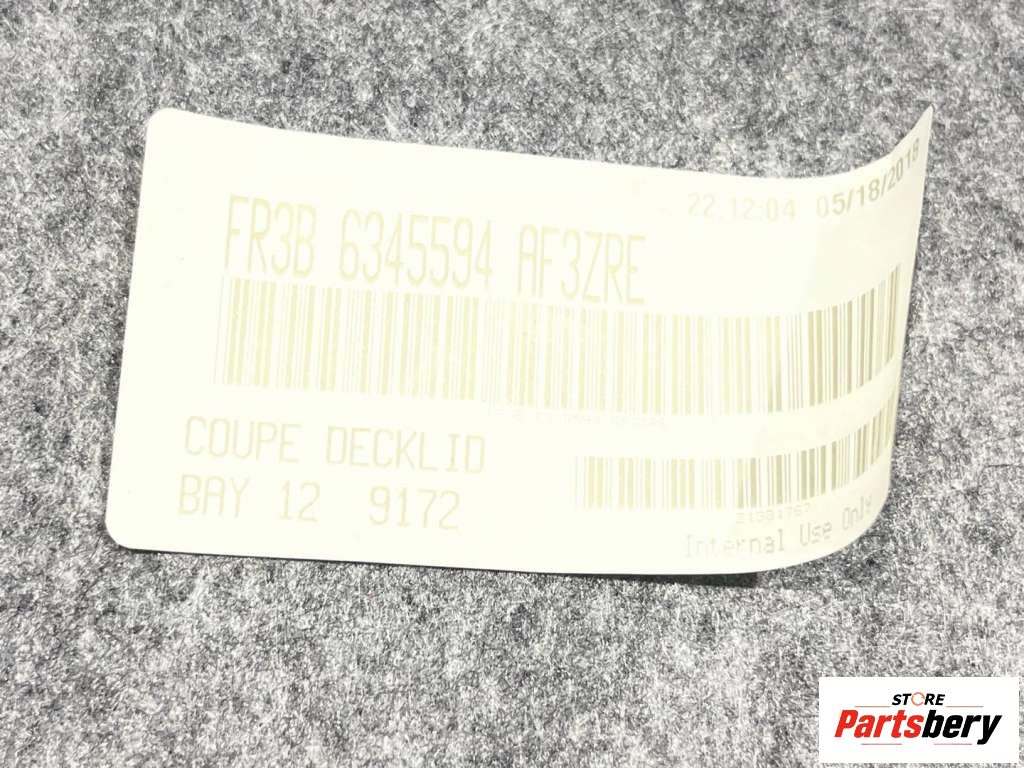 22 12:04 05/18/2018
FR3B 6345594 AF3ZRE
COUPE DECKLID
BAY 12 9172
Internal Use Only
STORE
Partsbery